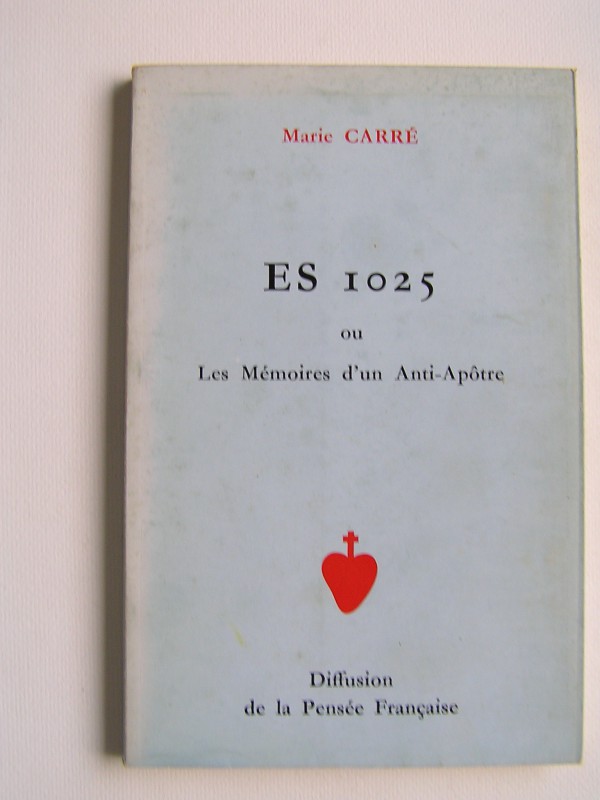 Marie CARRÉ
ES 1025
ou
Les Mémoires d'un Anti-Apôtre
Diffusion
de la Pensée Française